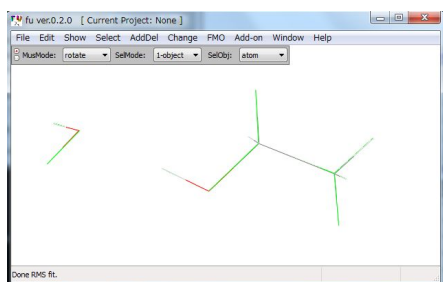 fu ver.0.2.0 [ Current Project: None ]
File Edit Show Select AddDel Change FMO Add-on Window Help
MusMode: rotate SelMode: 1-object SelObj: atom
Done RMS fit.